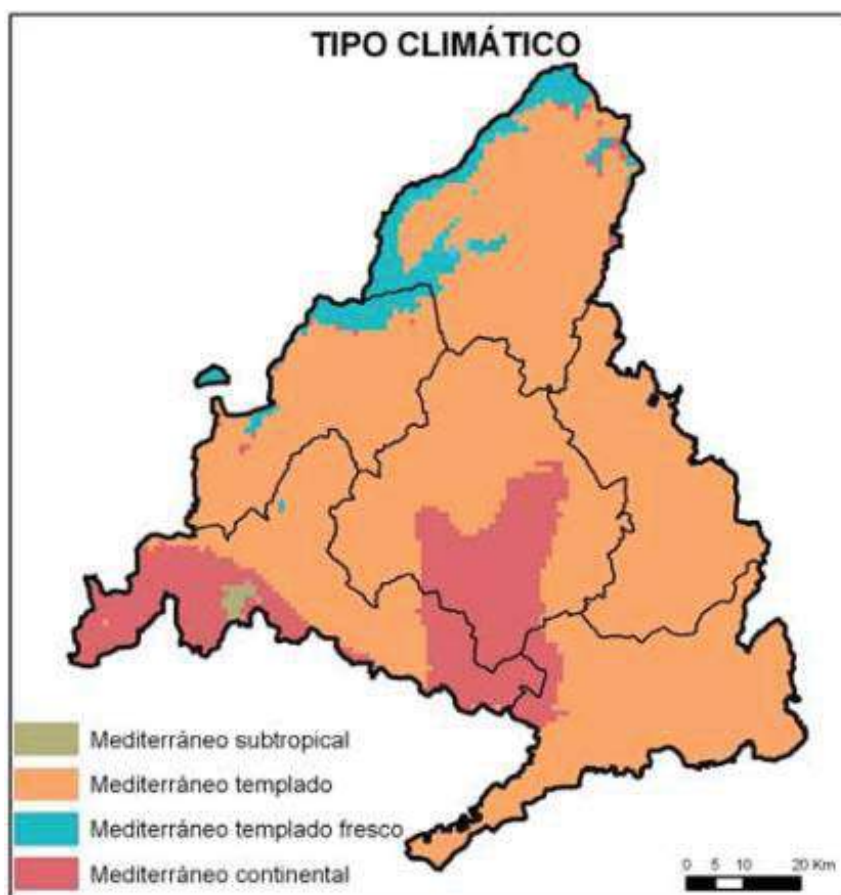 TIPO CLIMÁTICO
Mediterráneo subtropical
Mediterráneo templado
Mediterráneo templado fresco
Mediterráneo continental
0 5 10 20 Km